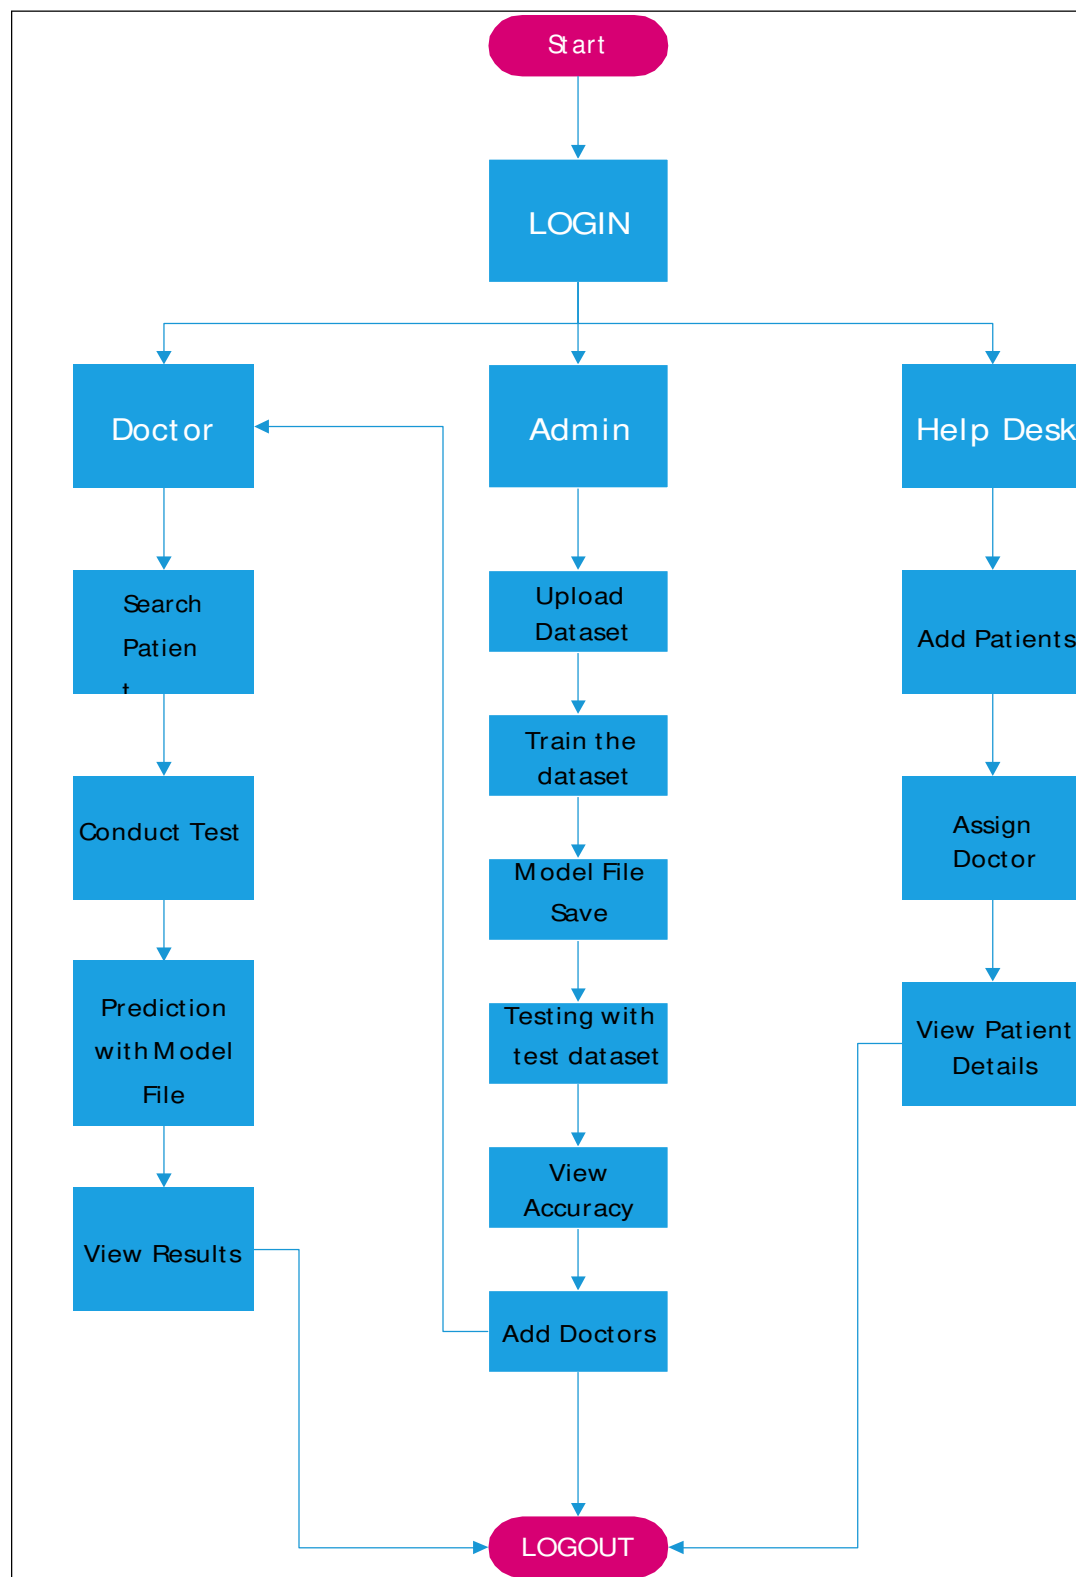 Start
LOGIN
Doctor
Admin
Help Desk
Search
Patien
t
Upload
Dataset
Add Patients
Train the
dataset
Conduct Test
Assign
Doctor
Model File
Save
Prediction
with Model
File
Testing with
test dataset
View Patient
Details
View
Accuracy
View Results
Add Doctors
LOGOUT